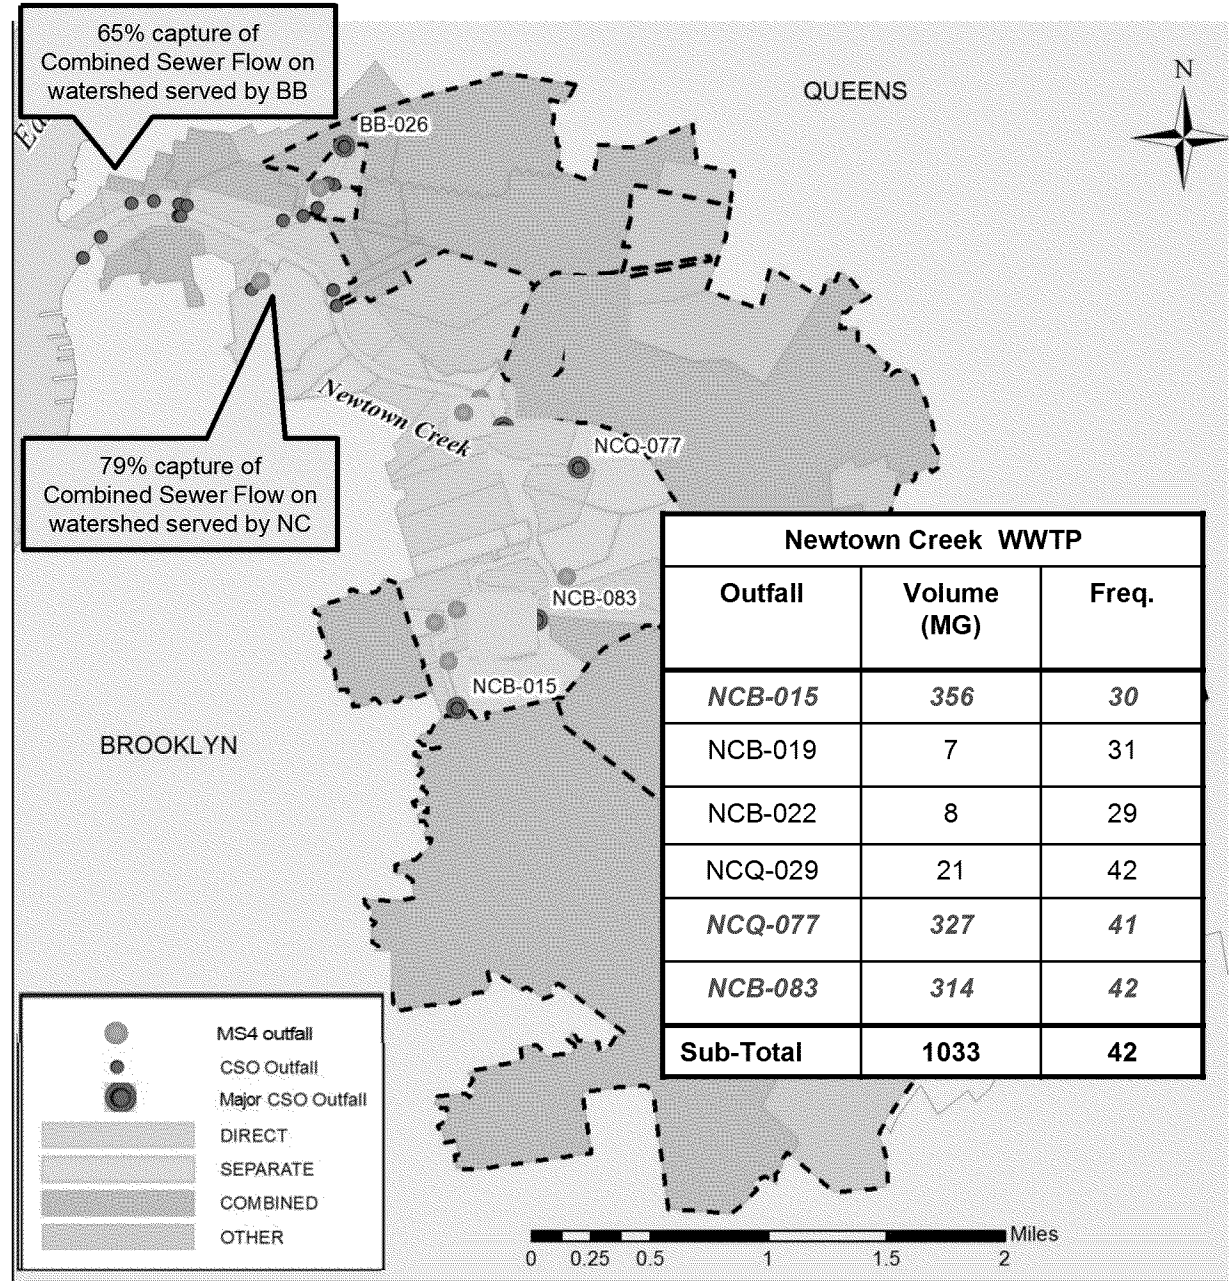 65% capture of
Combined Sewer Flow on
watershed served by BB
QUEENS
N
BB-026
Newtown Creek
79% capture of
Combined Sewer Flow on
watershed served by NC
NCQ-077
NCB-083
NCB-015
BROOKLYN
Newtown Creek WWTP
Outfall Volume (MG) Freq.
NCB-015 356 30
NCB-019 7 31
NCB-022 8 29
NCQ-029 21 42
NCQ-077 327 41
NCB-083 314 42
Sub-Total 1033 42
MS4 outfall
CSO Outfall
Major CSO Outfall
DIRECT
SEPARATE
COMBINED
OTHER
Miles
0 0.25 0.5 1 1.5 2